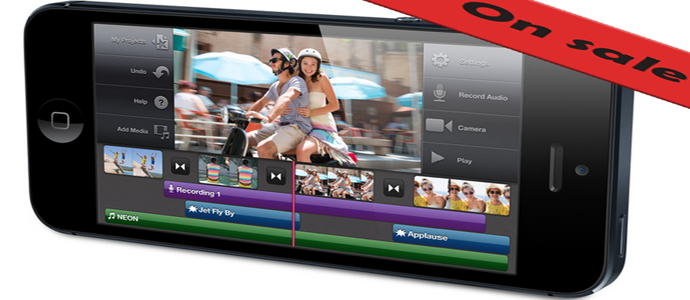 On sale
My Projects
Undo
Help
Add Media
Settings
Record Audio
Camera
Play
Recording 1
Jet Fly By
Applause
NEON